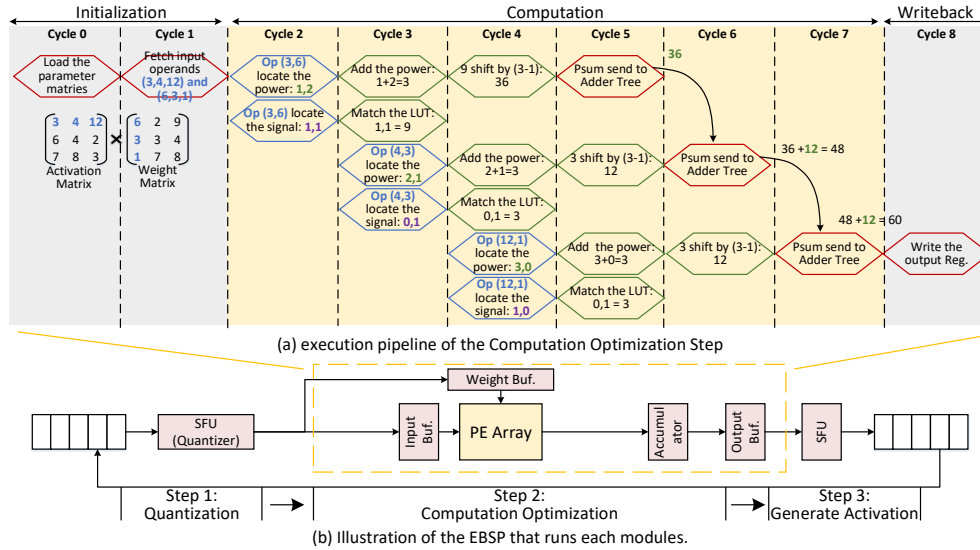 Initialization
Computation
Writeback
Cycle 0
Cycle 1
Cycle 2
Cycle 3
Cycle 4
Cycle 5
Cycle 6
Cycle 7
Cycle 8
Load the
parameter
matries
Fetch input
operands
(3,4,12) and
(6,3,1)
Op (3,6)
locate the
power: 1,2
Add the power:
1+2=3
9 shift by (3-1):
36
Psum send to
Adder Tree
36
Op (3,6) locate
the signal: 1,1
Match the LUT:
1,1 = 9
3 4 12
6 4 2
7 8 3
×
6 2 9
3 3 4
1 7 8
Activation
Matrix
Weight
Matrix
Op (4,3)
locate the
power: 2,1
Add the power:
2+1=3
3 shift by (3-1):
12
Psum send to
Adder Tree
36 +12 = 48
Op (4,3)
locate the
signal: 0,1
Match the LUT:
0,1 = 3
48 +12 = 60
Op (12,1)
locate the
power: 3,0
Add the power:
3+0=3
3 shift by (3-1):
12
Psum send to
Adder Tree
Write the
output Reg.
Op (12,1)
locate the
signal: 1,0
Match the LUT:
0,1 = 3
(a) execution pipeline of the Computation Optimization Step
Weight Buf.
SFU
(Quantizer)
Input
Buf.
PE Array
Accumul
ator
Output
Buf.
SFU
Step 1:
Quantization
Step 2:
Computation Optimization
Step 3:
Generate Activation
(b) Illustration of the EBSP that runs each modules.